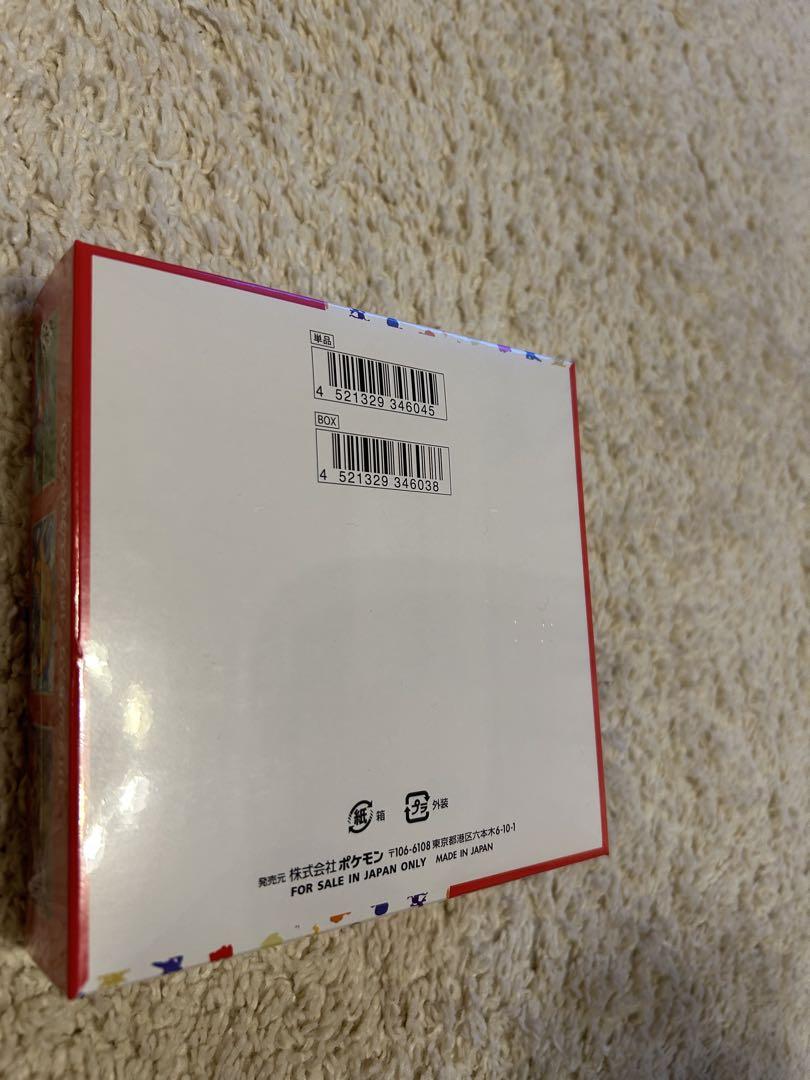 単品
4 521329 346045
BOX
4 521329 346038
紙 箱
プラ 外装
発売元 株式会社 ポケモン 〒106-6108 東京都港区六本木6-10-1
FOR SALE IN JAPAN ONLY MADE IN JAPAN